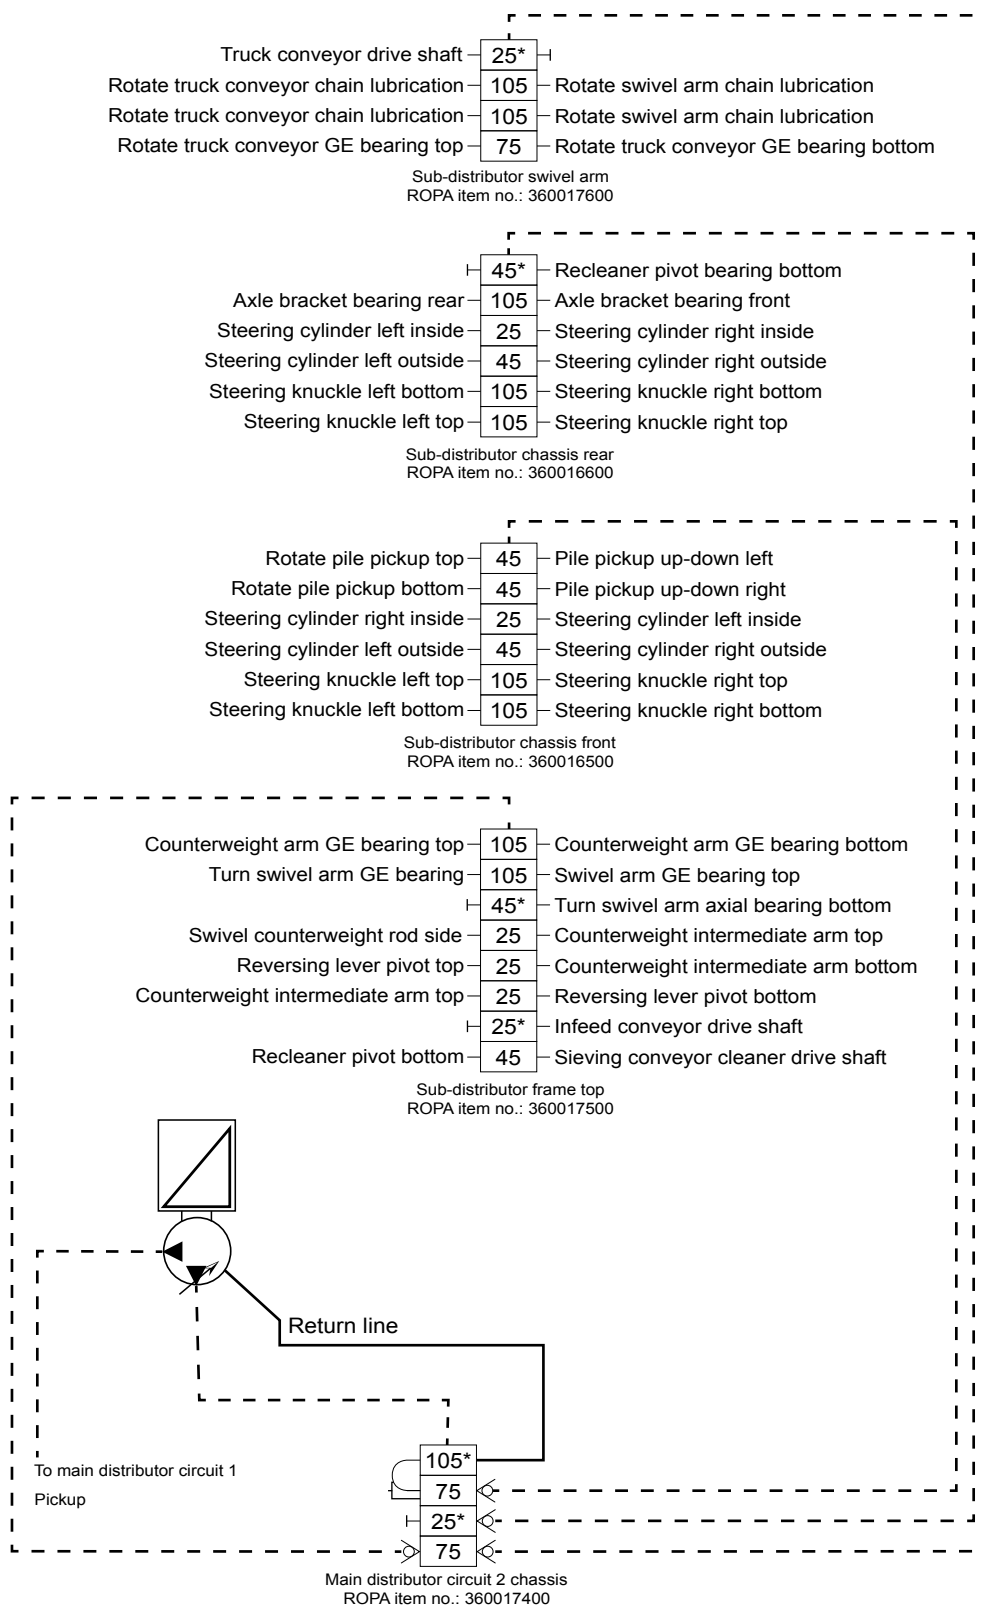 Truck conveyor drive shaft 25*
Rotate truck conveyor chain lubrication 105 Rotate swivel arm chain lubrication
Rotate truck conveyor chain lubrication 105 Rotate swivel arm chain lubrication
Rotate truck conveyor GE bearing top 75 Rotate truck conveyor GE bearing bottom
Sub-distributor swivel arm
ROPA item no.: 360017600
45* Recleaner pivot bearing bottom
Axle bracket bearing rear 105 Axle bracket bearing front
Steering cylinder left inside 25 Steering cylinder right inside
Steering cylinder left outside 45 Steering cylinder right outside
Steering knuckle left bottom 105 Steering knuckle right bottom
Steering knuckle left top 105 Steering knuckle right top
Sub-distributor chassis rear
ROPA item no.: 360016600
Rotate pile pickup top 45 Pile pickup up-down left
Rotate pile pickup bottom 45 Pile pickup up-down right
Steering cylinder right inside 25 Steering cylinder left inside
Steering cylinder left outside 45 Steering cylinder right outside
Steering knuckle left top 105 Steering knuckle right top
Steering knuckle left bottom 105 Steering knuckle right bottom
Sub-distributor chassis front
ROPA item no.: 360016500
Counterweight arm GE bearing top 105 Counterweight arm GE bearing bottom
Turn swivel arm GE bearing 105 Swivel arm GE bearing top
45* Turn swivel arm axial bearing bottom
Swivel counterweight rod side 25 Counterweight intermediate arm top
Reversing lever pivot top 25 Counterweight intermediate arm bottom
Counterweight intermediate arm top 25 Reversing lever pivot bottom
25* Infeed conveyor drive shaft
Recleaner pivot bottom 45 Sieving conveyor cleaner drive shaft
Sub-distributor frame top
ROPA item no.: 360017500
Return line
To main distributor circuit 1
Pickup
105*
75
25*
75
Main distributor circuit 2 chassis
ROPA item no.: 360017400